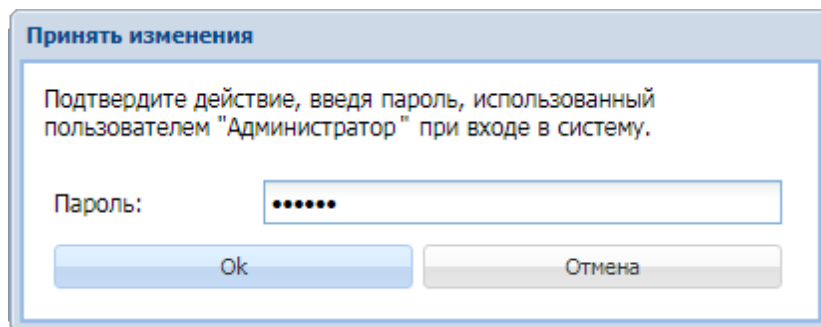 Принять изменения
Подтвердите действие, введя пароль, использованный
пользователем "Администратор" при входе в систему.
Пароль: ••••••
Ok Отмена